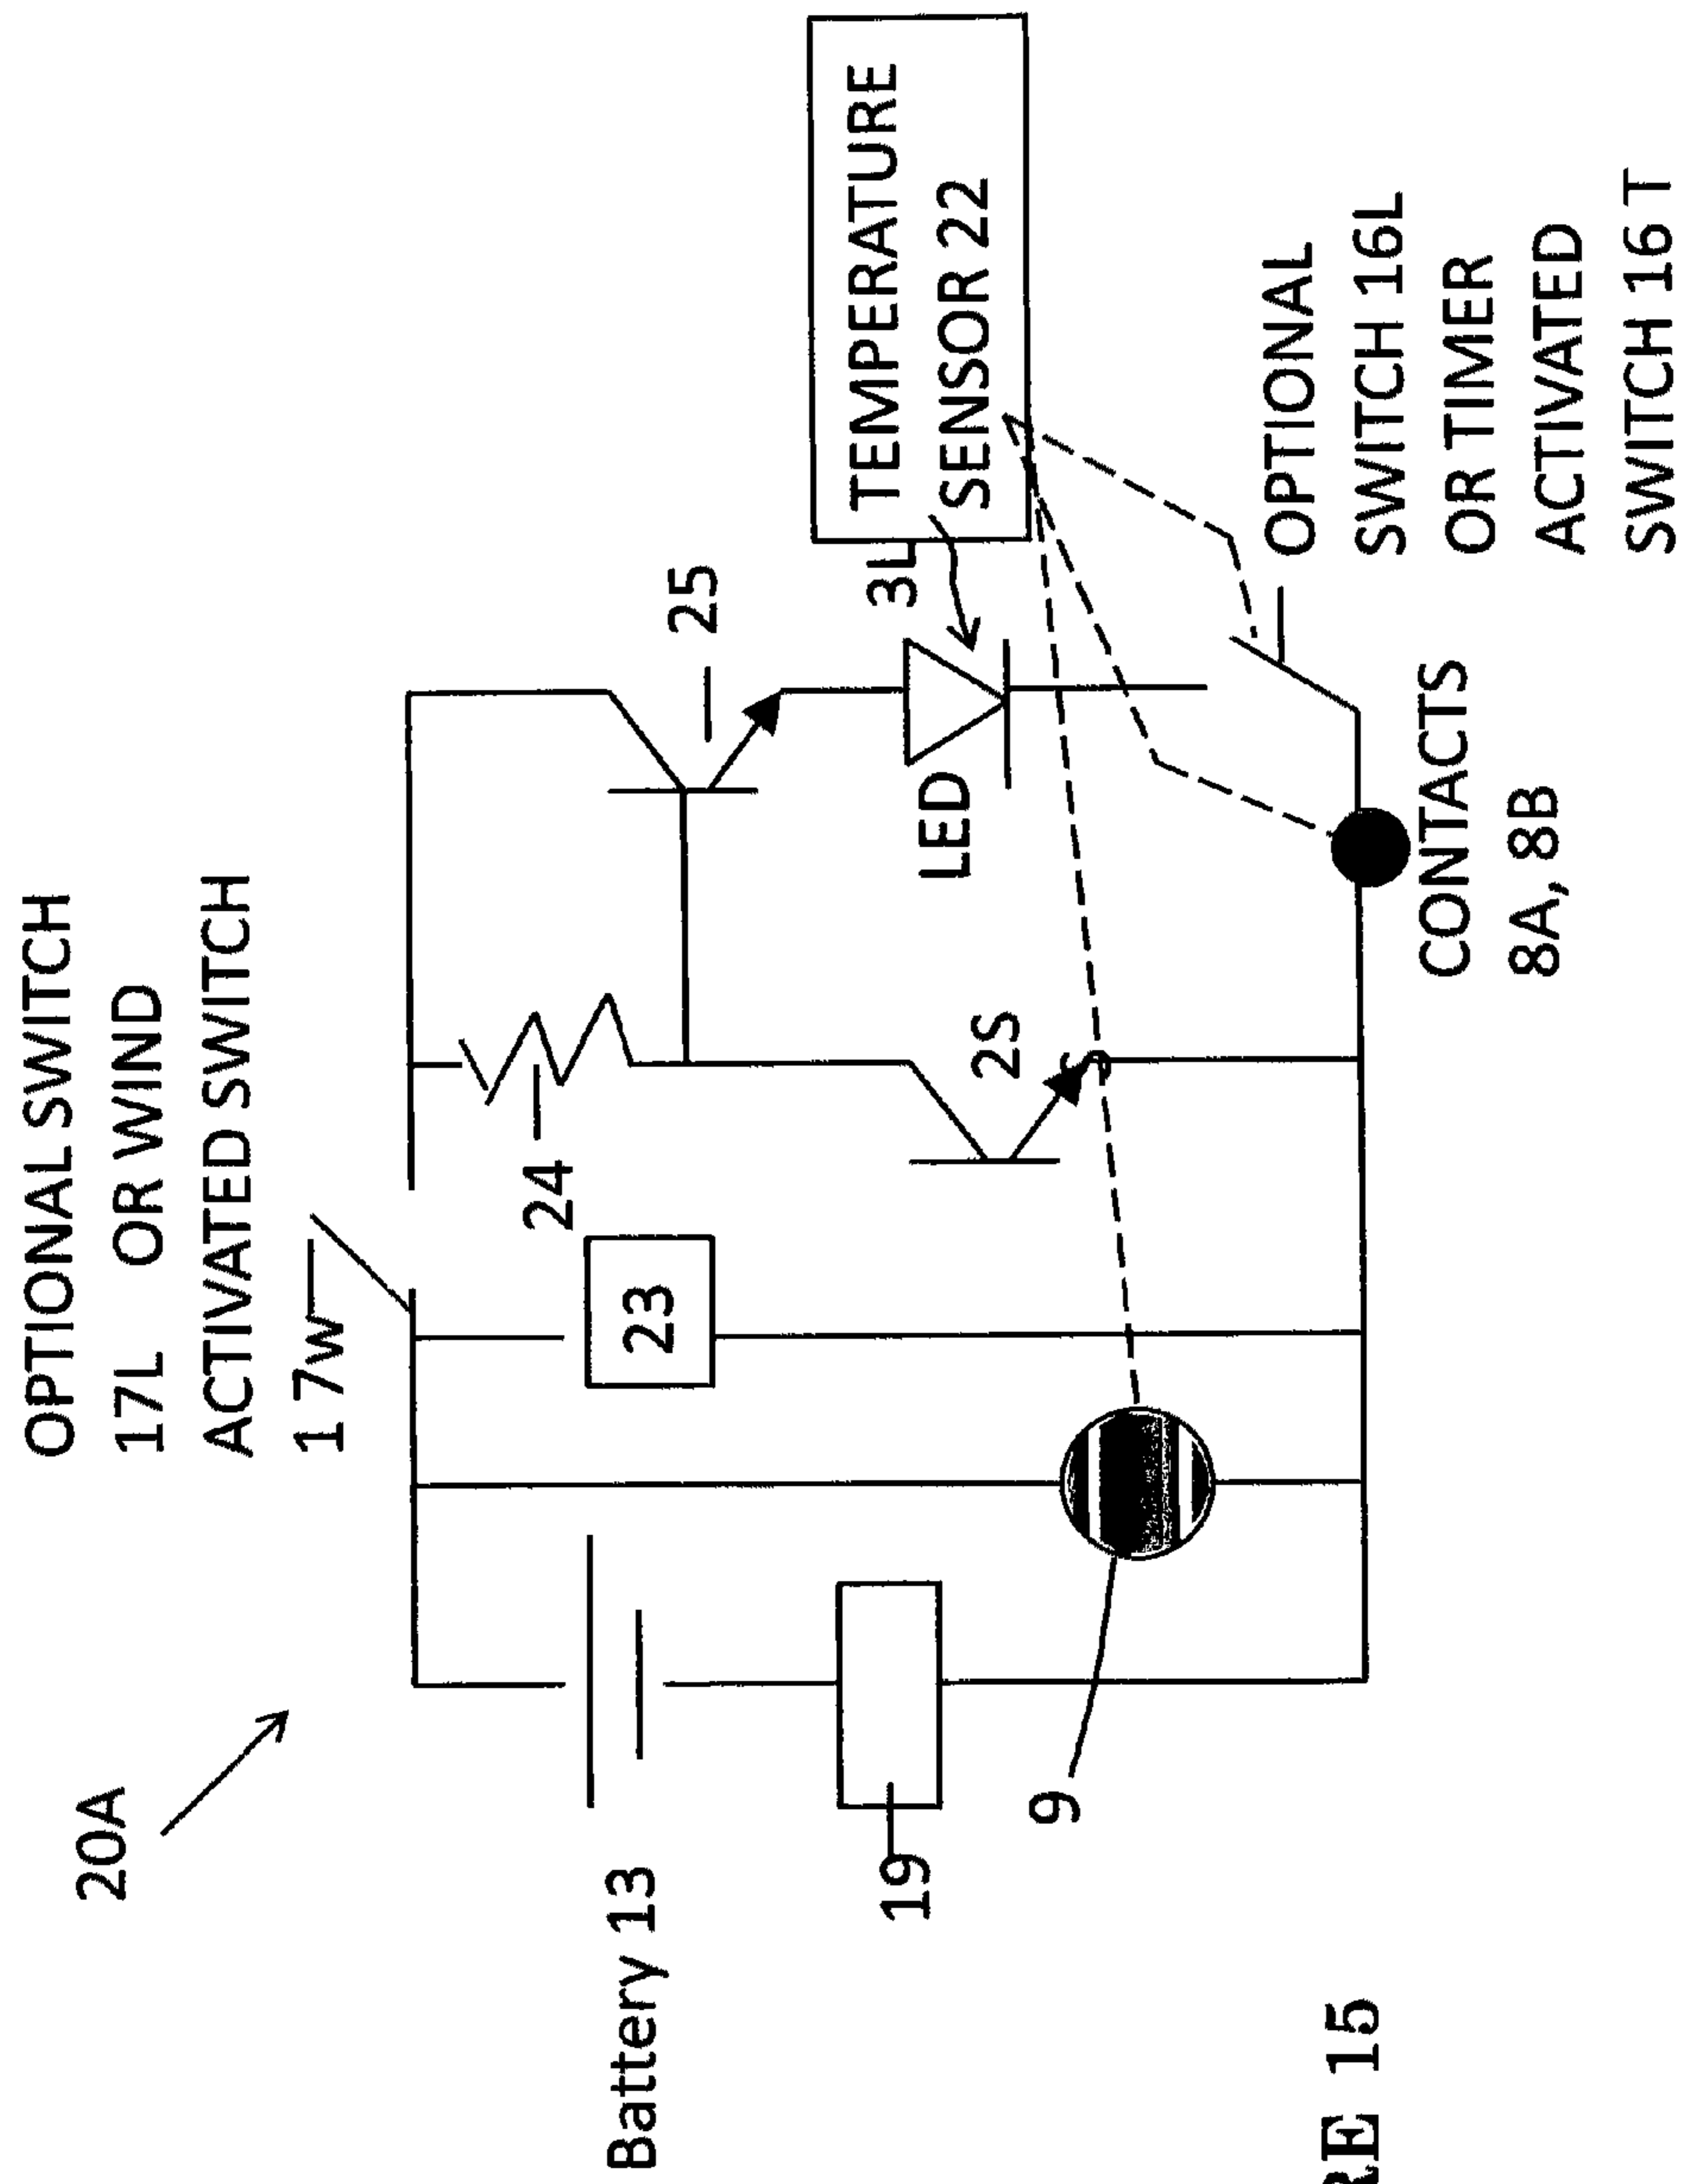 20A
OPTIONAL SWITCH
17L OR WIND
ACTIVATED SWITCH
1 7w
24
Battery 13
23
25
TEMPERATURE
SENSOR 22
3L
19
LED
2S
9
OPTIONAL
SWITCH 16L
OR TIMER
ACTIVATED
SWITCH 16 T
CONTACTS
8A, 8B
RE 15